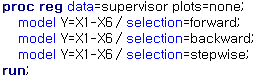 proc reg data=supervisor plots=none;
model Y=X1-X6 / selection=forward;
model Y=X1-X6 / selection=backward;
model Y=X1-X6 / selection=stepwise;
run;